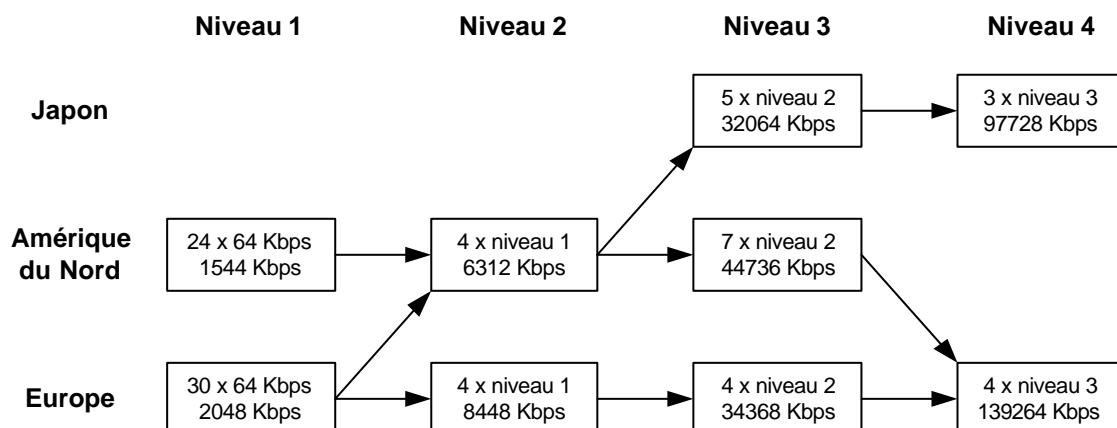 Niveau 1
Niveau 2
Niveau 3
Niveau 4
Japon
5 x niveau 2
32064 Kbps
3 x niveau 3
97728 Kbps
Amérique
du Nord
24 x 64 Kbps
1544 Kbps
4 x niveau 1
6312 Kbps
7 x niveau 2
44736 Kbps
Europe
30 x 64 Kbps
2048 Kbps
4 x niveau 1
8448 Kbps
4 x niveau 2
34368 Kbps
4 x niveau 3
139264 Kbps